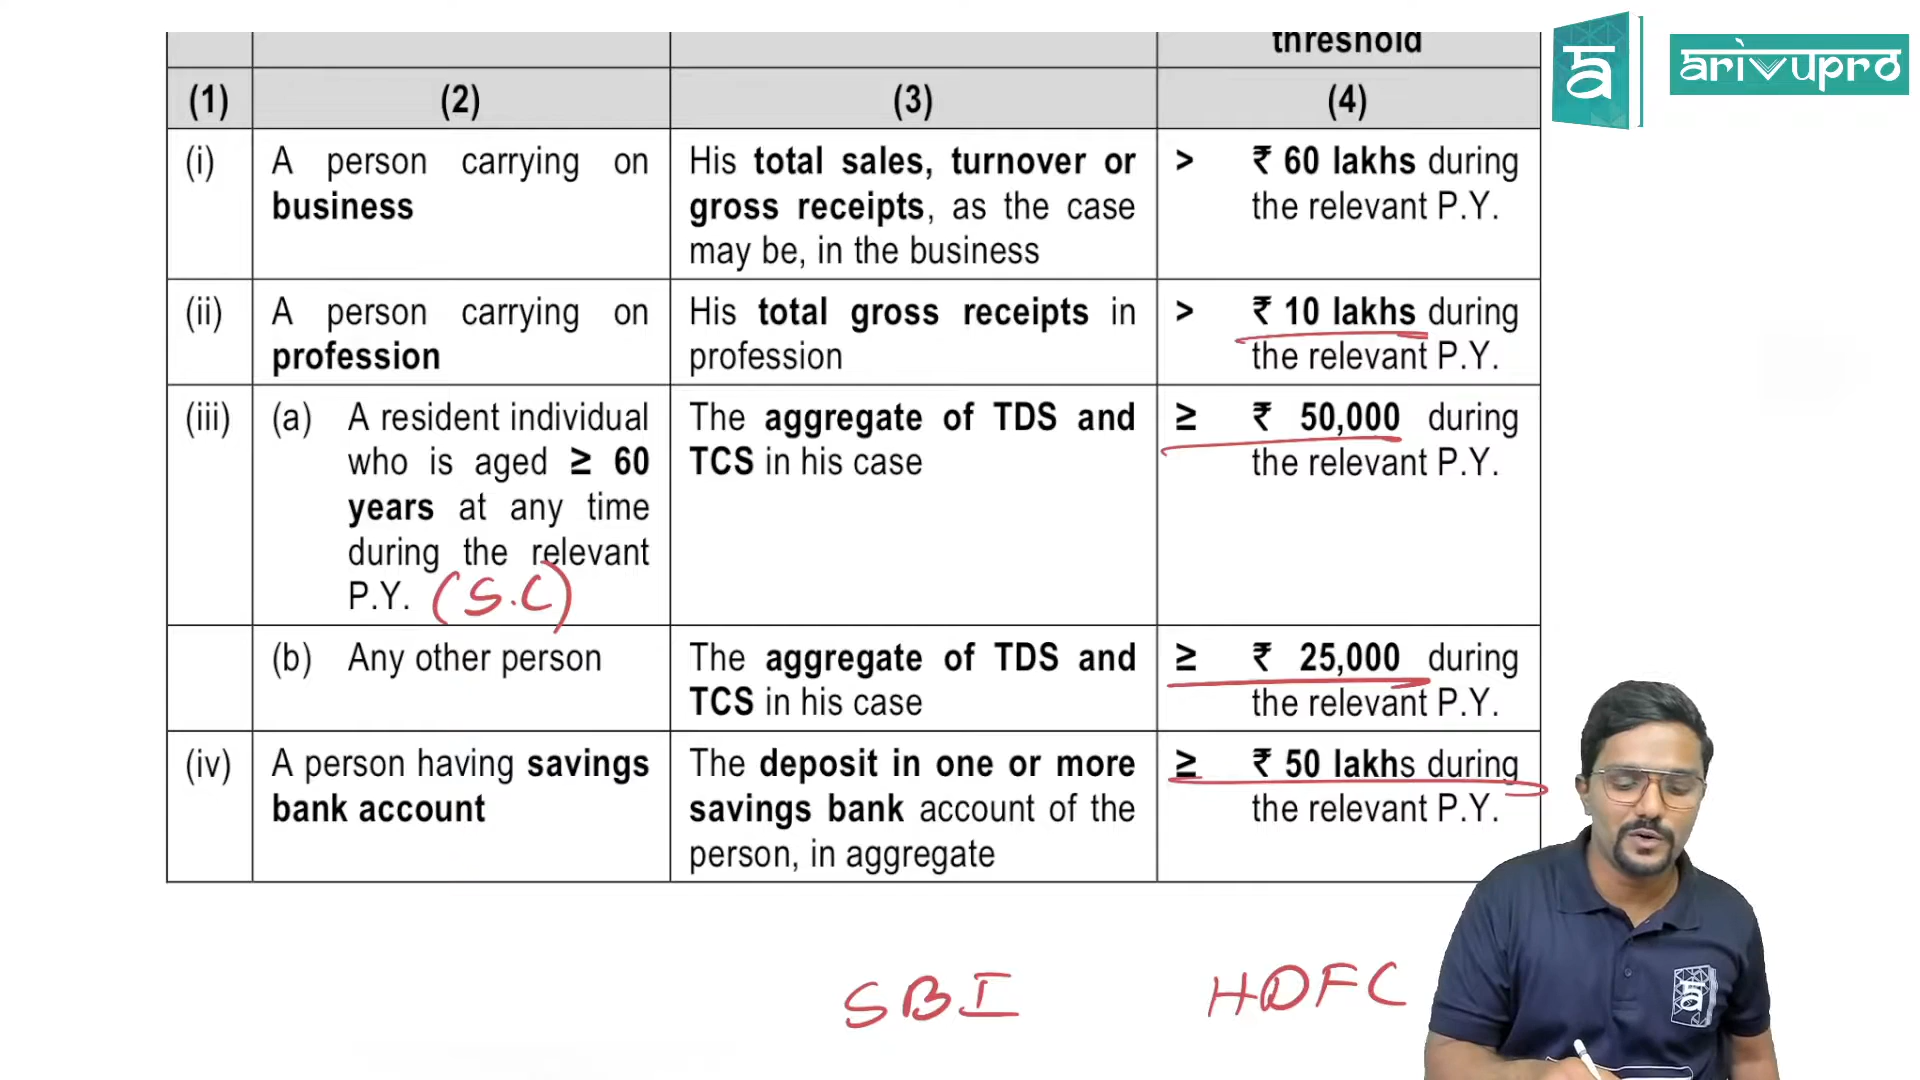 threshold
(1) (2) (3) (4)
(i) A person carrying on business
His total sales, turnover or gross receipts, as the case may be, in the business
> ₹ 60 lakhs during the relevant P.Y.
(ii) A person carrying on profession
His total gross receipts in profession
> ₹ 10 lakhs during the relevant P.Y.
(iii) (a) A resident individual who is aged ≥ 60 years at any time during the relevant P.Y. (S.C)
The aggregate of TDS and TCS in his case
≥ ₹ 50,000 during the relevant P.Y.
(b) Any other person
The aggregate of TDS and TCS in his case
≥ ₹ 25,000 during the relevant P.Y.
(iv) A person having savings bank account
The deposit in one or more savings bank account of the person, in aggregate
≥ ₹ 50 lakhs during the relevant P.Y.
SBI HDFC
arivupro